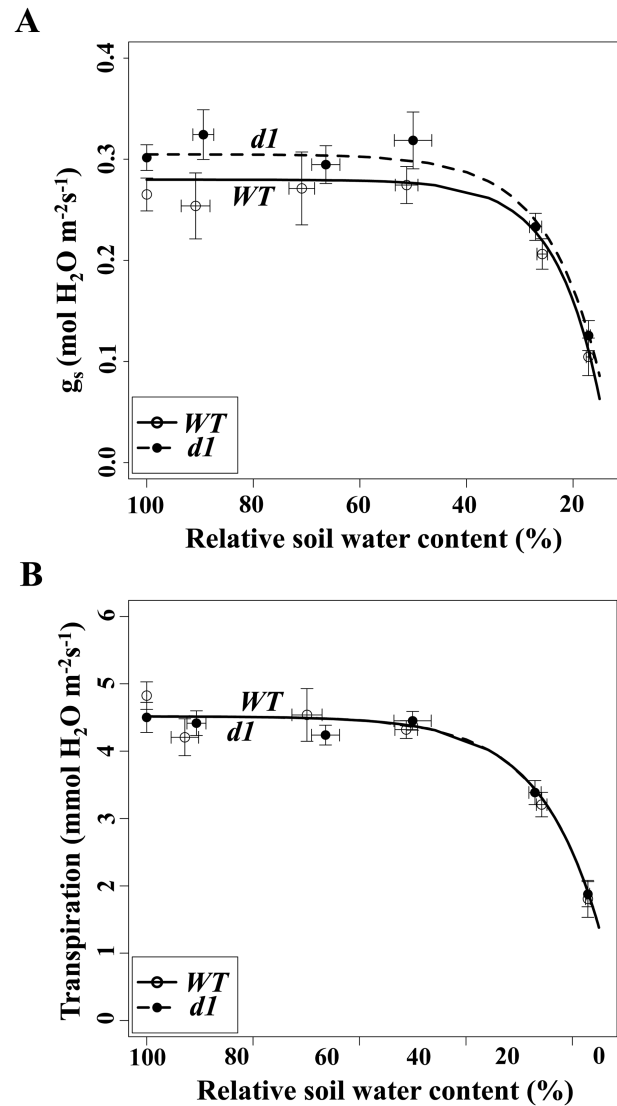 A
0.4
0.3
0.2
0.1
0.0
gₛ (mol H₂O m⁻²s⁻¹)
d1
WT
WT
d1
100 80 60 40 20
Relative soil water content (%)
B
6
5
4
3
2
1
0
Transpiration (mmol H₂O m⁻²s⁻¹)
WT
d1
WT
d1
100 60 40 20 0
Relative soil water content (%)